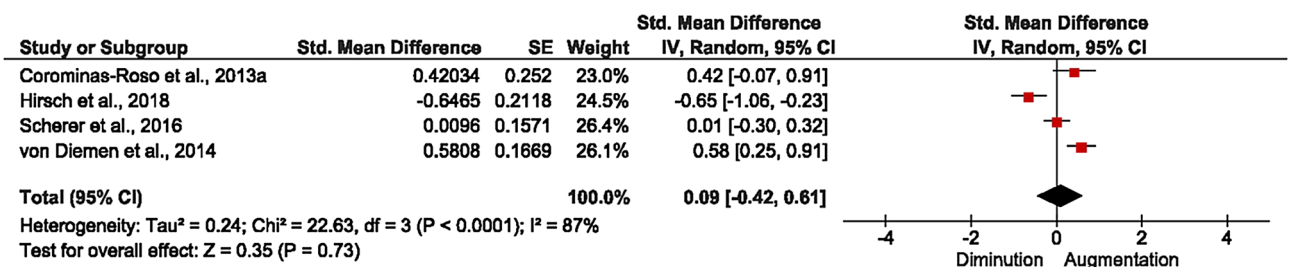 Std. Mean Difference Std. Mean Difference
Study or Subgroup Std. Mean Difference SE Weight IV, Random, 95% CI IV, Random, 95% CI
Corominas-Roso et al., 2013a 0.42034 0.252 23.0% 0.42 [-0.07, 0.91]
Hirsch et al., 2018 -0.6465 0.2118 24.5% -0.65 [-1.06, -0.23]
Scherer et al., 2016 0.0096 0.1571 26.4% 0.01 [-0.30, 0.32]
von Diemen et al., 2014 0.5808 0.1669 26.1% 0.58 [0.25, 0.91]
Total (95% CI) 100.0% 0.09 [-0.42, 0.61]
Heterogeneity: Tau² = 0.24; Chi² = 22.63, df = 3 (P < 0.0001); I² = 87%
Test for overall effect: Z = 0.35 (P = 0.73)
-4 -2 0 2 4
Diminution Augmentation